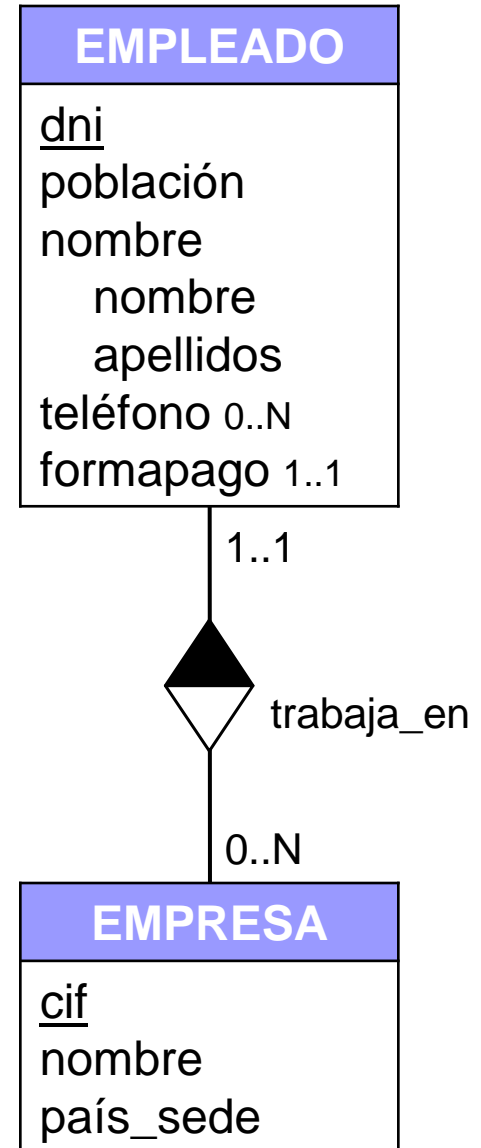 EMPLEADO
dni
población
nombre
nombre
apellidos
teléfono 0..N
formapago 1..1
1..1
trabaja_en
0..N
EMPRESA
cif
nombre
país_sede